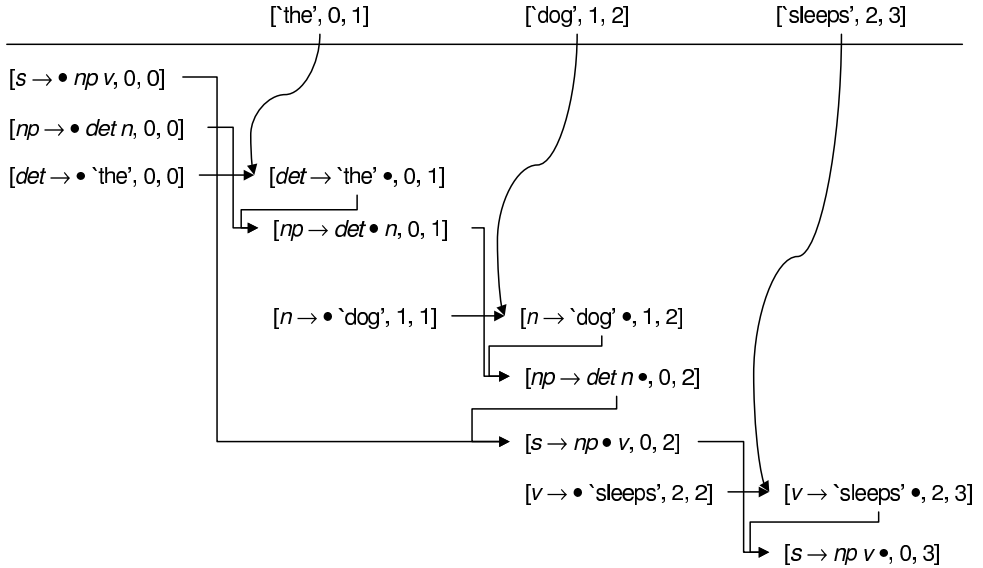 [`the’, 0, 1] [`dog’, 1, 2] [`sleeps’, 2, 3]
[s → • np v, 0, 0]
[np → • det n, 0, 0]
[det → • `the’, 0, 0] [det → `the’ •, 0, 1]
[np → det • n, 0, 1]
[n → • `dog’, 1, 1] [n → `dog’ •, 1, 2]
[np → det n •, 0, 2]
[s → np • v, 0, 2]
[v → • `sleeps’, 2, 2] [v → `sleeps’ •, 2, 3]
[s → np v •, 0, 3]